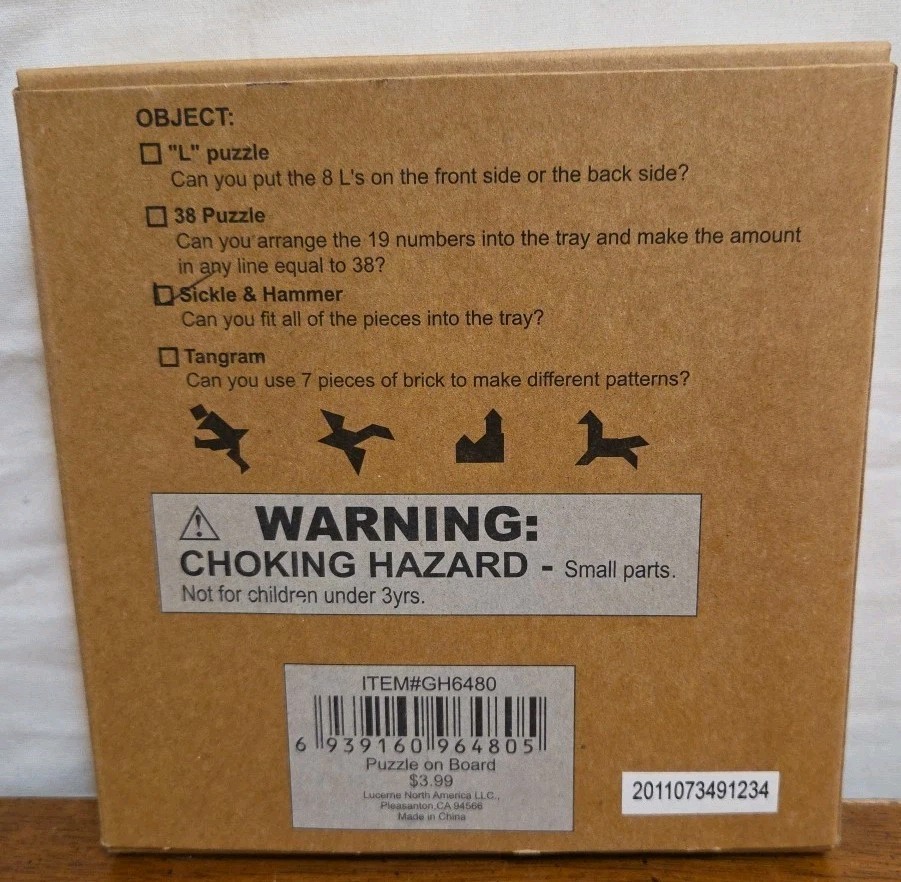 OBJECT:
"L" puzzle
Can you put the 8 L's on the front side or the back side?
38 Puzzle
Can you arrange the 19 numbers into the tray and make the amount
in any line equal to 38?
Sickle & Hammer
Can you fit all of the pieces into the tray?
Tangram
Can you use 7 pieces of brick to make different patterns?
WARNING:
CHOKING HAZARD - Small parts.
Not for children under 3yrs.
ITEM#GH6480
6 939160 964805
Puzzle on Board
$3.99
Lucerne North America LLC.,
Pleasanton,CA 94566
Made in China
2011073491234